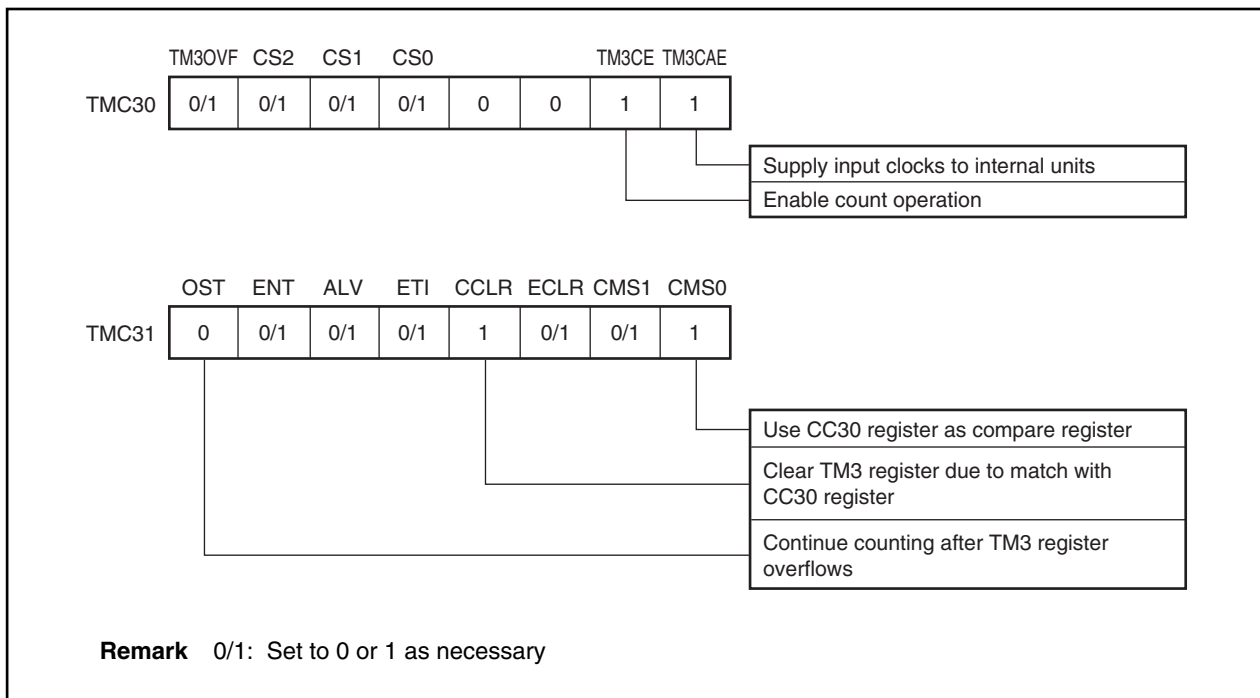 TM3OVF CS2 CS1 CS0 TM3CE TM3CAE
TMC30 0/1 0/1 0/1 0/1 0 0 1 1
Supply input clocks to internal units
Enable count operation
OST ENT ALV ETI CCLR ECLR CMS1 CMS0
TMC31 0 0/1 0/1 0/1 1 0/1 0/1 1
Use CC30 register as compare register
Clear TM3 register due to match with
CC30 register
Continue counting after TM3 register
overflows
Remark 0/1: Set to 0 or 1 as necessary